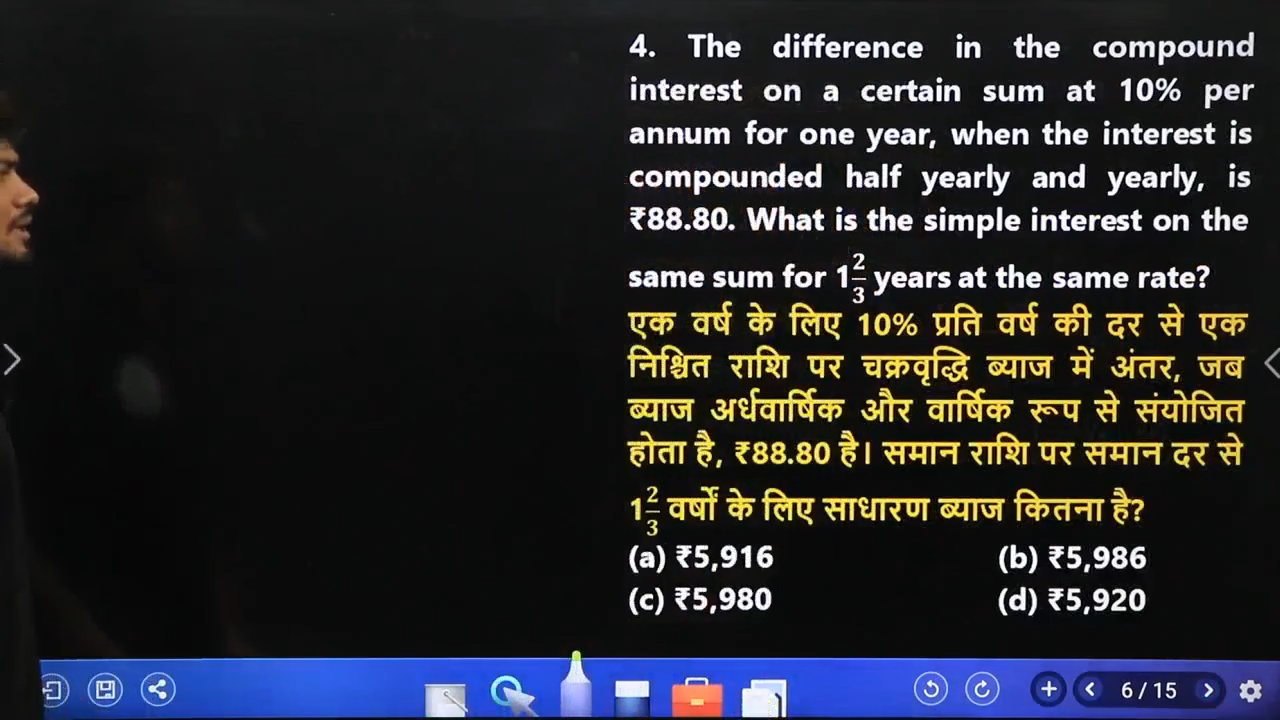 4. The difference in the compound
interest on a certain sum at 10% per
annum for one year, when the interest is
compounded half yearly and yearly, is
₹88.80. What is the simple interest on the
same sum for 1 2/3 years at the same rate?
एक वर्ष के लिए 10% प्रति वर्ष की दर से एक
निश्चित राशि पर चक्रवृद्धि ब्याज में अंतर, जब
ब्याज अर्धवार्षिक और वार्षिक रूप से संयोजित
होता है, ₹88.80 है। समान राशि पर समान दर से
1 2/3 वर्षों के लिए साधारण ब्याज कितना है?
(a) ₹5,916 (b) ₹5,986
(c) ₹5,980 (d) ₹5,920
6 / 15